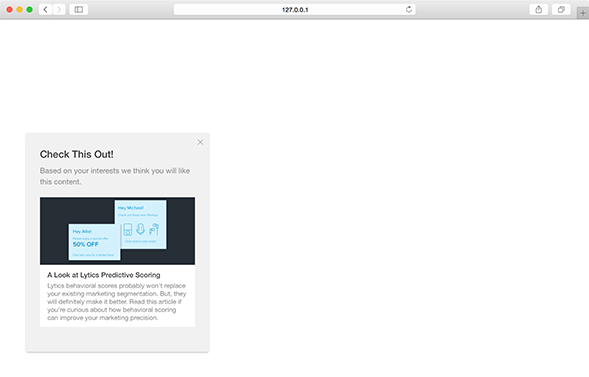 127.0.0.1
Check This Out!
Based on your interests we think you will like
this content.
Hey Michael!
Hey Allie!
50% OFF
A Look at Lytics Predictive Scoring
Lytics behavioral scores probably won't replace
your existing marketing segmentation. But, they
will definitely make it better. Read this article if
you're curious about how behavioral scoring
can improve your marketing precision.